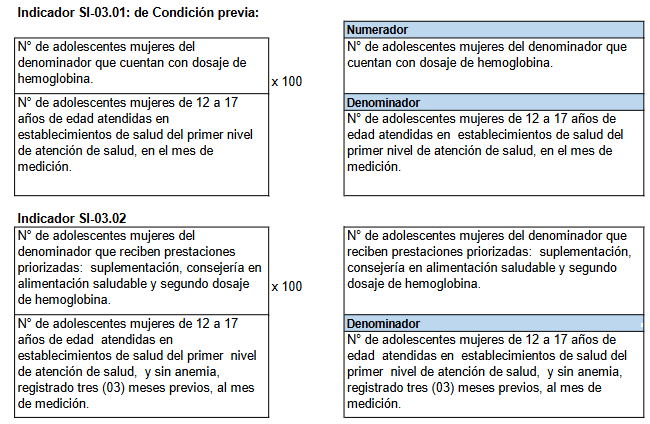 Indicador SI-03.01: de Condición previa:
N° de adolescentes mujeres del
denominador que cuentan con dosaje de
hemoglobina.
x 100
N° de adolescentes mujeres de 12 a 17
años de edad atendidas en
establecimientos de salud del primer nivel
de atención de salud, en el mes de
medición.
Numerador
N° de adolescentes mujeres del denominador que
cuentan con dosaje de hemoglobina.
Denominador
N° de adolescentes mujeres de 12 a 17 años de
edad atendidas en establecimientos de salud del
primer nivel de atención de salud, en el mes de
medición.
Indicador SI-03.02
N° de adolescentes mujeres del
denominador que reciben prestaciones
priorizadas: suplementación, consejería en
alimentación saludable y segundo dosaje
de hemoglobina.
x 100
N° de adolescentes mujeres de 12 a 17
años de edad atendidas en
establecimientos de salud del primer nivel
de atención de salud, y sin anemia,
registrado tres (03) meses previos, al mes
de medición.
N° de adolescentes mujeres del denominador que
reciben prestaciones priorizadas: suplementación,
consejería en alimentación saludable y segundo
dosaje de hemoglobina.
Denominador
N° de adolescentes mujeres de 12 a 17 años de
edad atendidas en establecimientos de salud del
primer nivel de atención de salud, y sin anemia,
registrado tres (03) meses previos, al mes de
medición.